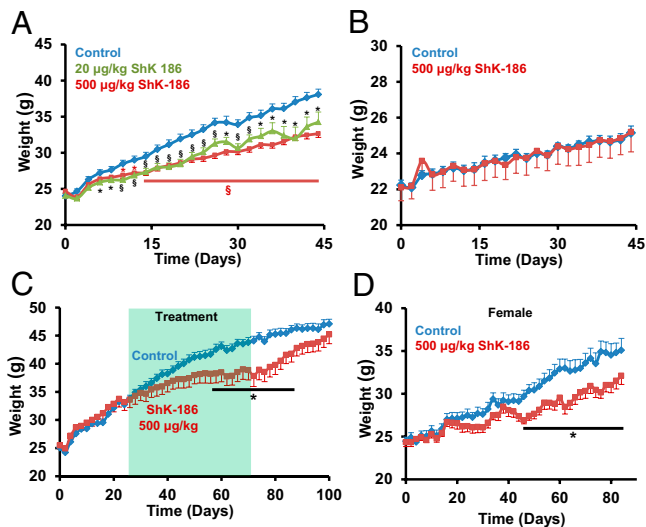 A
Control
20 µg/kg ShK 186
500 µg/kg ShK-186
Weight (g)
45
40
35
30
25
20
* * § § § § § § § § § § § * § * * * * * *
*
§
0 15 30 45
Time (Days)
B
Control
500 µg/kg ShK-186
Weight (g)
30
28
26
24
22
20
0 15 30 45
Time (Days)
C
Treatment
Control
ShK-186
500 µg/kg
*
Weight (g)
50
45
40
35
30
25
20
0 20 40 60 80 100
Time (Days)
D
Female
Control
500 µg/kg ShK-186
*
Weight (g)
45
40
35
30
25
20
0 20 40 60 80
Time (Days)